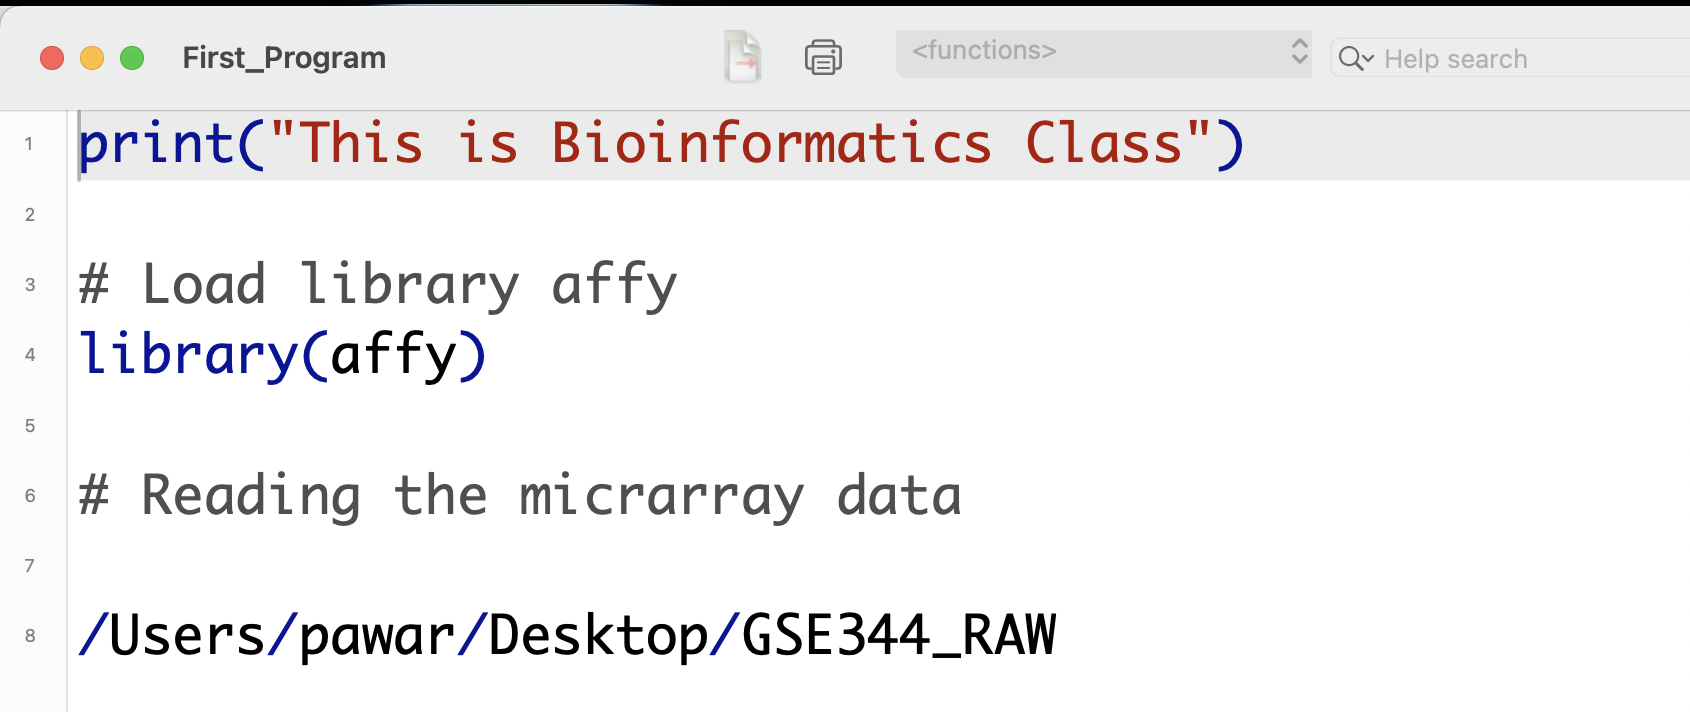 First_Program
<functions>
Help search
1 print("This is Bioinformatics Class")
2
3 # Load library affy
4 library(affy)
5
6 # Reading the micrarray data
7
8 /Users/pawar/Desktop/GSE344_RAW